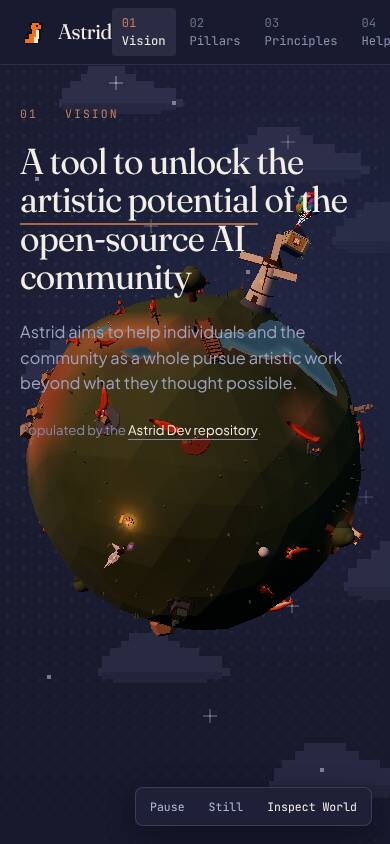 Astrid
01
Vision
02
Pillars
03
Principles
04
Help
01 VISION
A tool to unlock the
artistic potential of the
open-source AI
community
Astrid aims to help individuals and the
community as a whole pursue artistic work
beyond what they thought possible.
Populated by the Astrid Dev repository.
Pause Still Inspect World